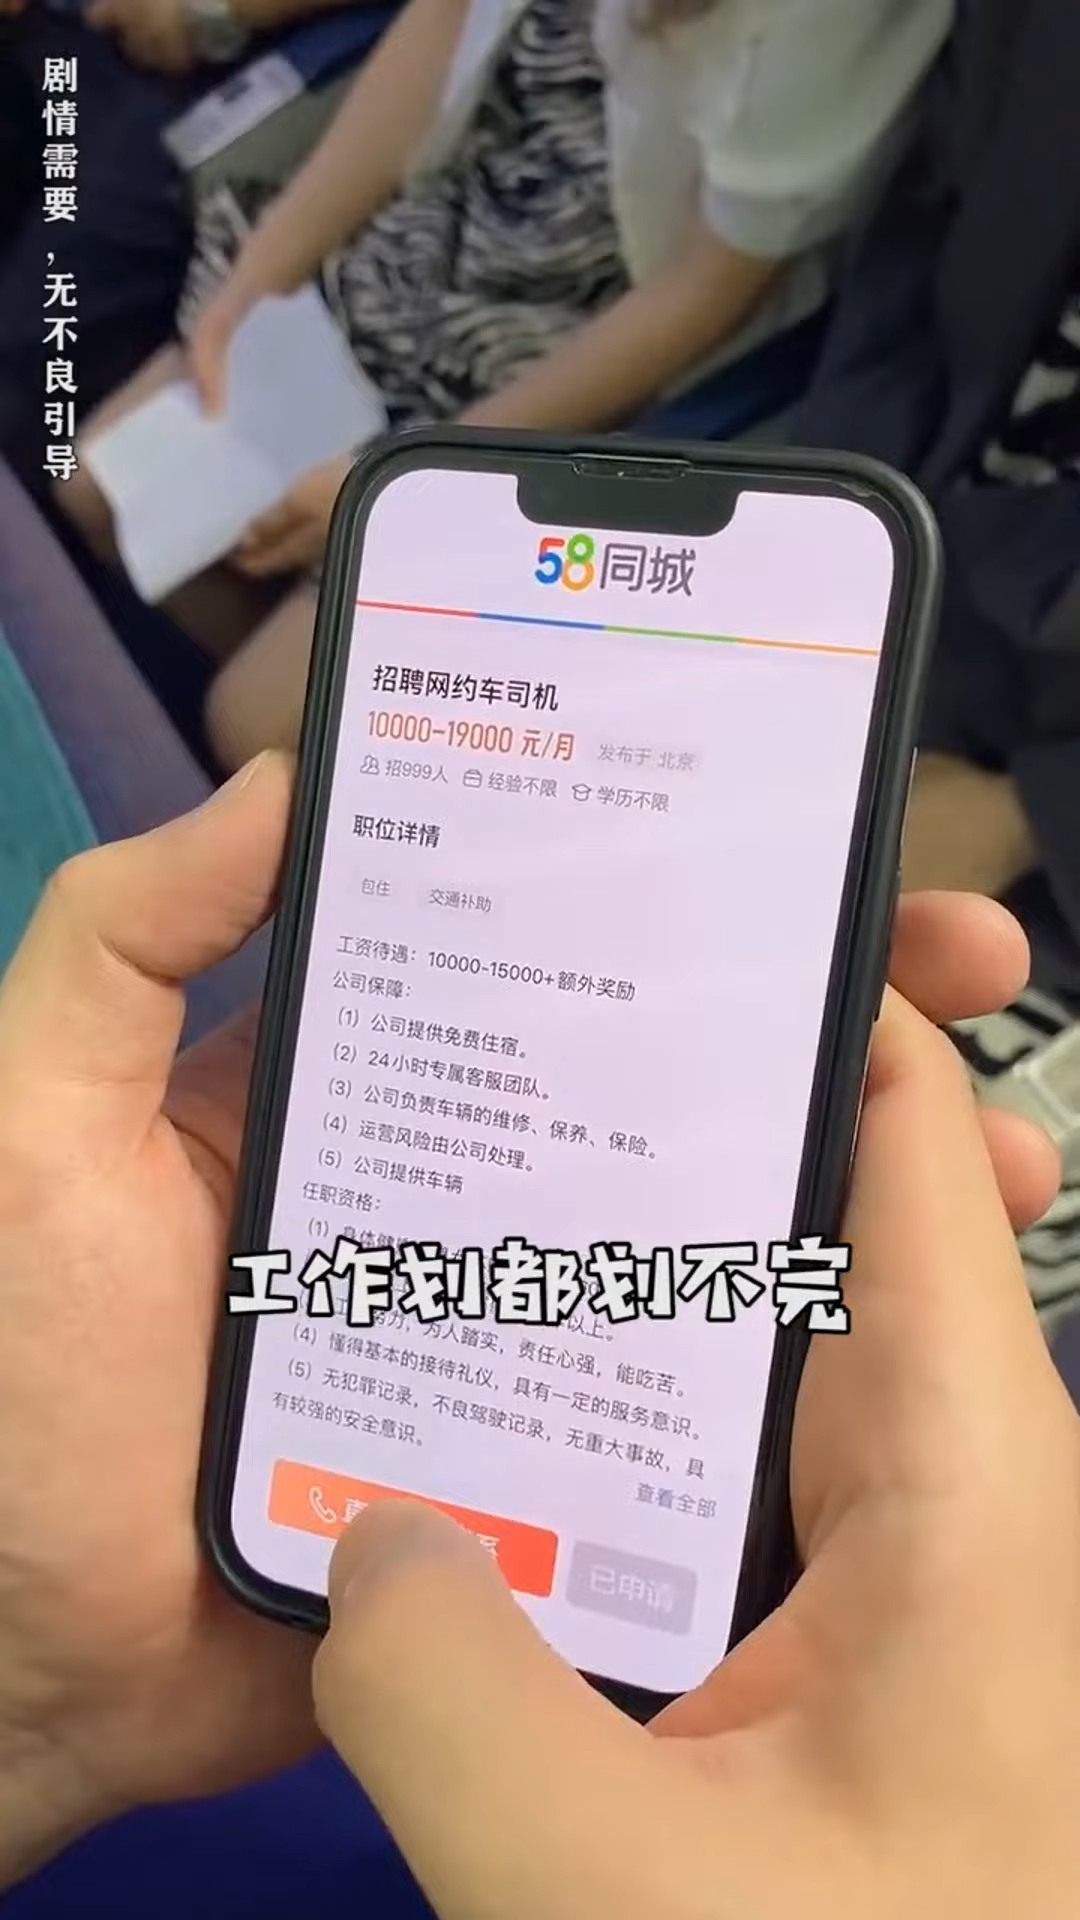 剧情需要，无不良引导
58同城
招聘网约车司机
10000-19000 元/月 发布于 北京
招999人 经验不限 学历不限
职位详情
包住 交通补助
工资待遇：10000-15000+额外奖励
公司保障：
（1）公司提供免费住宿。
（2）24小时专属客服团队。
（3）公司负责车辆的维修、保养、保险。
（4）运营风险由公司处理。
（5）公司提供车辆
任职资格：
（1）身体健
工作划都划不完
以上。
努力，为人踏实，责任心强，能吃苦。
（4）懂得基本的接待礼仪，具有一定的服务意识。
（5）无犯罪记录，不良驾驶记录，无重大事故，具
有较强的安全意识。
查看全部
已申请